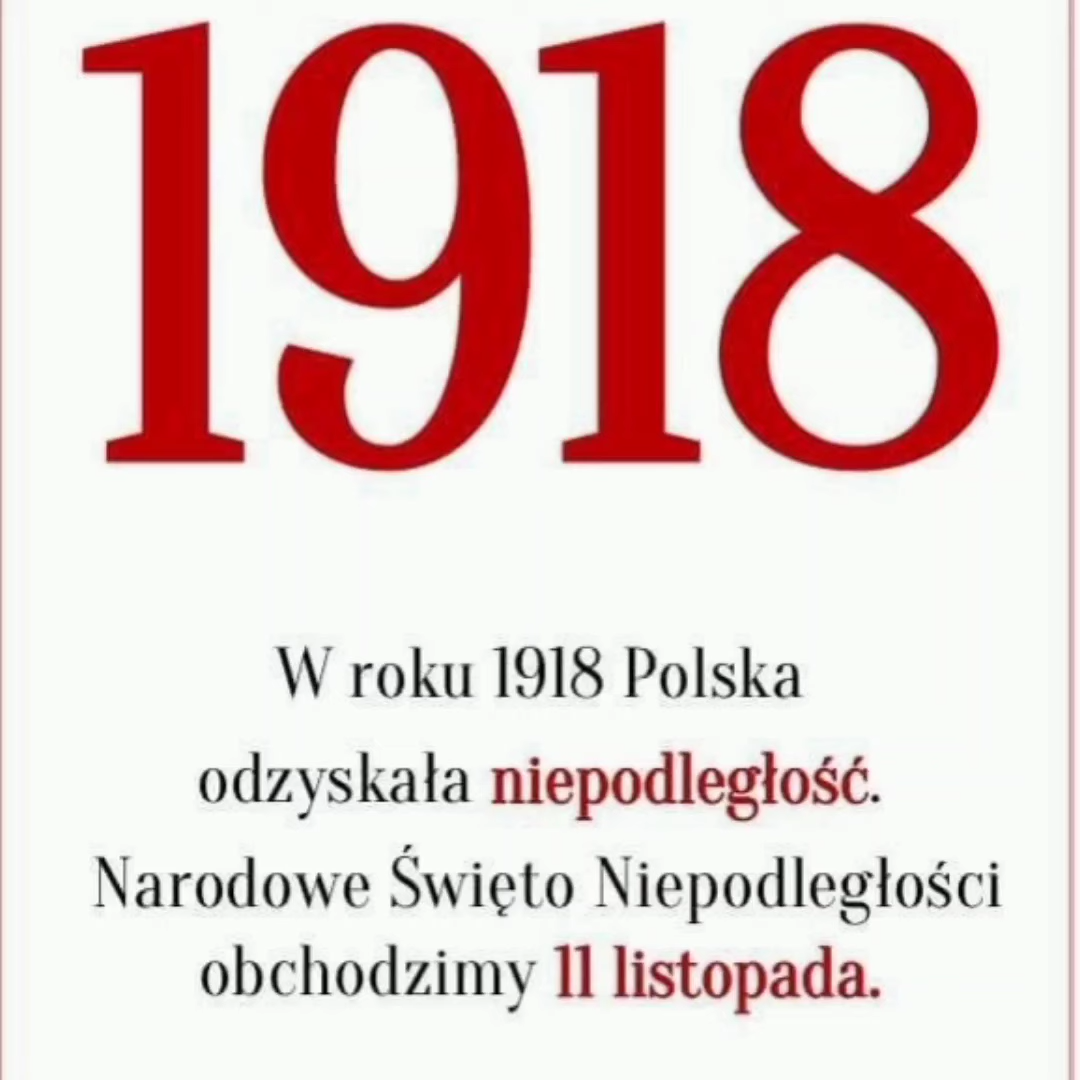 1918
W roku 1918 Polska
odzyskała niepodległość.
Narodowe Święto Niepodległości
obchodzimy 11 listopada.